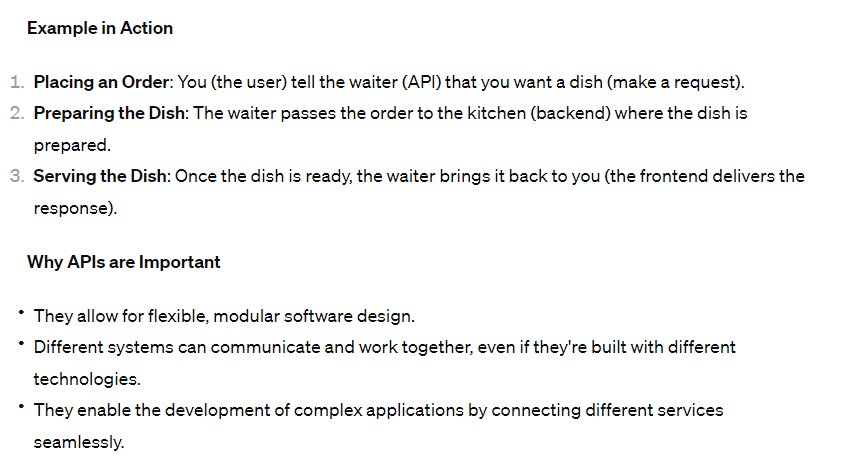 Example in Action
1. Placing an Order: You (the user) tell the waiter (API) that you want a dish (make a request).
2. Preparing the Dish: The waiter passes the order to the kitchen (backend) where the dish is
prepared.
3. Serving the Dish: Once the dish is ready, the waiter brings it back to you (the frontend delivers the
response).
Why APIs are Important
• They allow for flexible, modular software design.
• Different systems can communicate and work together, even if they're built with different
technologies.
• They enable the development of complex applications by connecting different services
seamlessly.